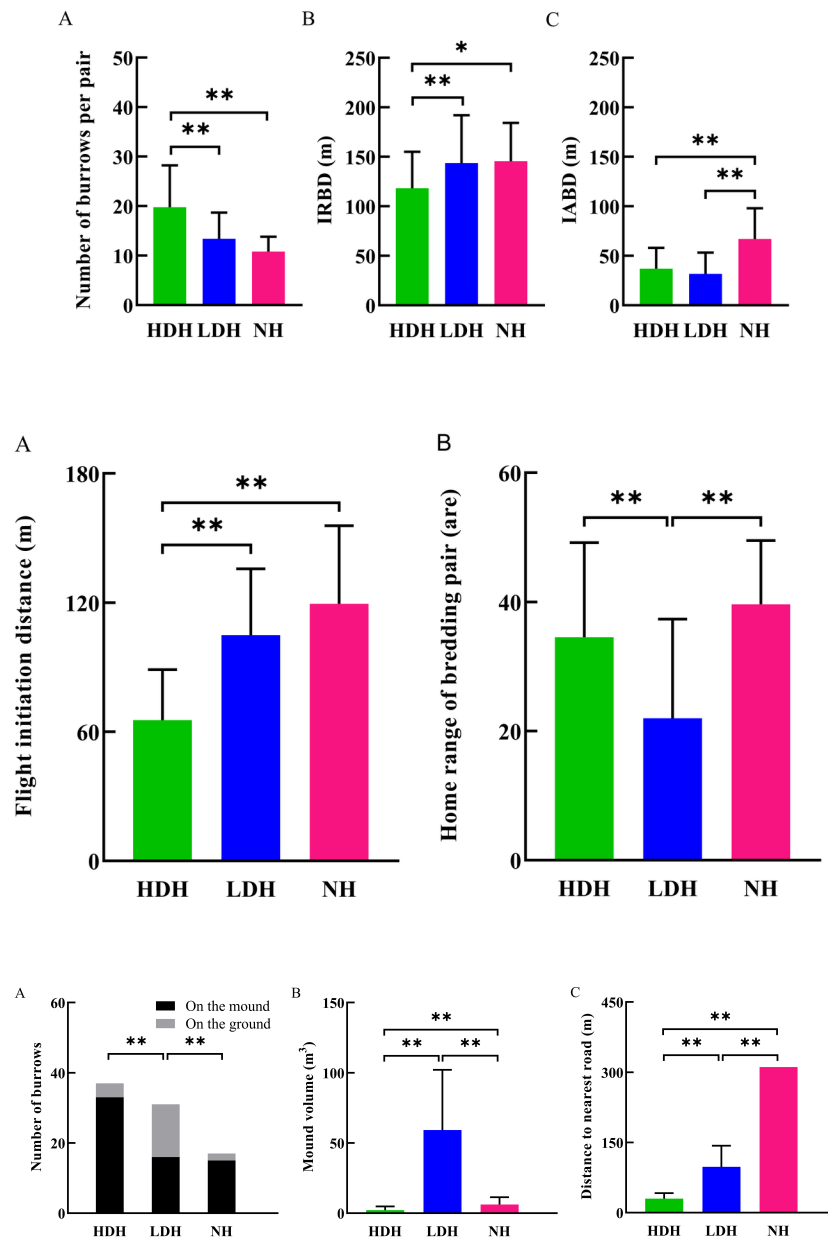 A
Number of burrows per pair
50
40
30
20
10
0
**
**
HDH LDH NH
B
IRBD (m)
250
200
150
100
50
0
*
**
HDH LDH NH
C
IABD (m)
250
200
150
100
50
0
**
**
HDH LDH NH
A
Flight initiation distance (m)
180
120
60
0
**
**
HDH LDH NH
B
Home range of bredding pair (are)
60
40
20
0
** **
HDH LDH NH
A
Number of burrows
60
40
20
0
On the mound
On the ground
** **
HDH LDH NH
B
Mound volume (m³)
150
100
50
0
**
** **
HDH LDH NH
C
Distance to nearest road (m)
450
300
150
0
**
** **
HDH LDH NH